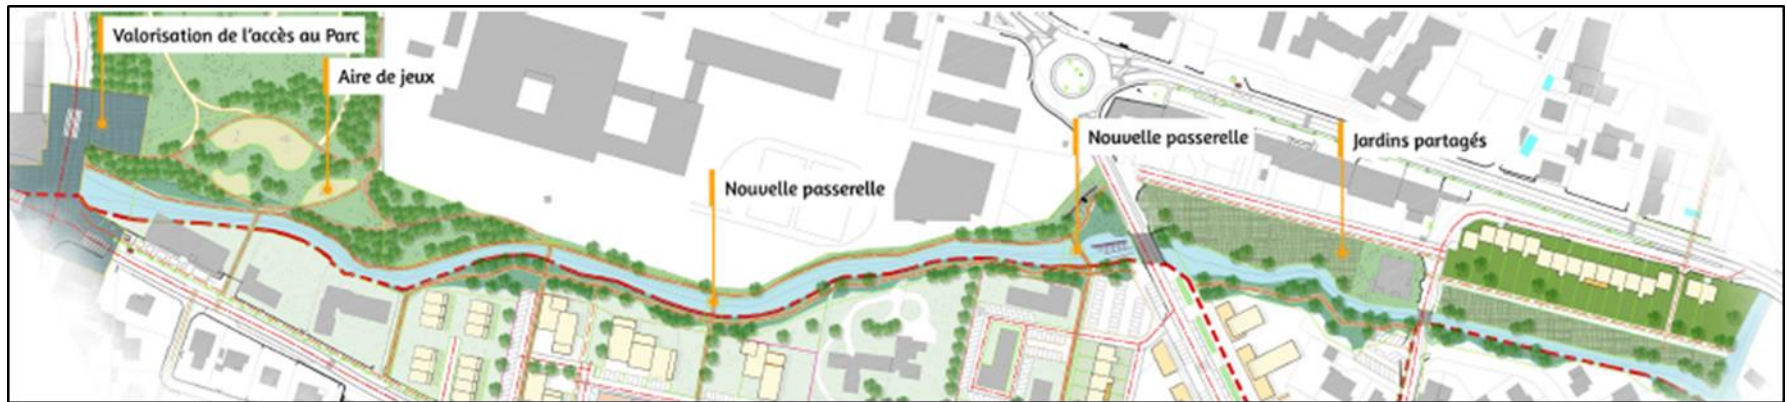 Valorisation de l'accès au Parc
Aire de jeux
Nouvelle passerelle
Nouvelle passerelle
Jardins partagés